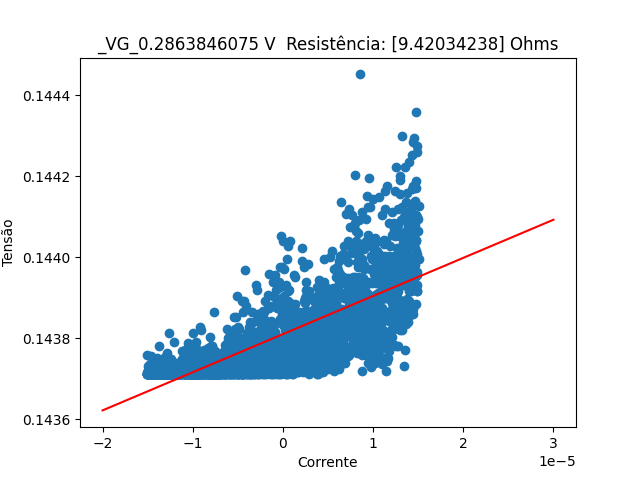 _VG_0.2863846075 V  Resistência: [9.42034238] Ohms
Tensão
0.1444
0.1442
0.1440
0.1438
0.1436
−2
−1
0
1
2
3
1e−5
Corrente